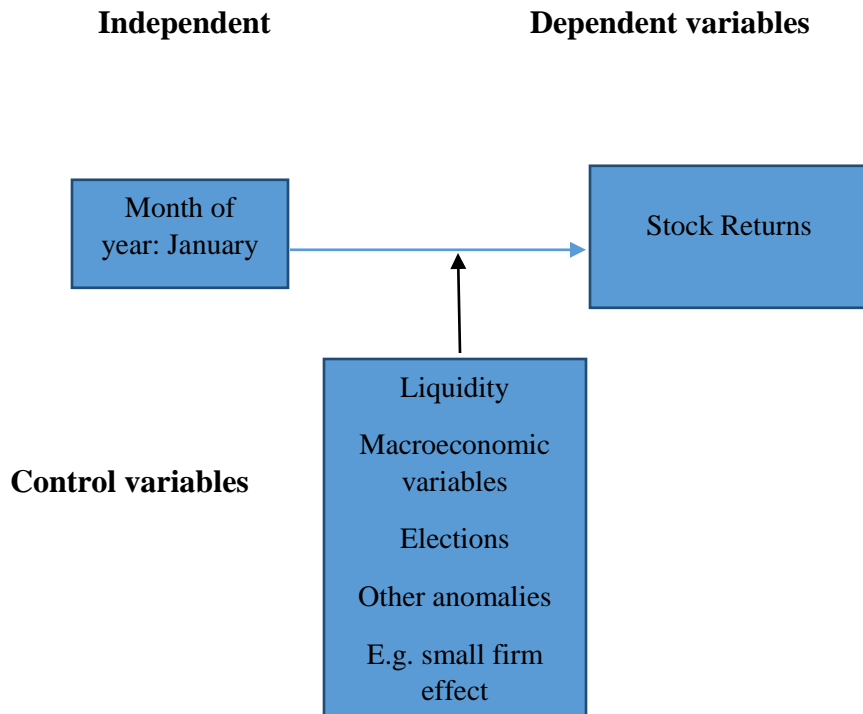 Independent
Dependent variables
Month of
year: January
Stock Returns
Control variables
Liquidity
Macroeconomic
variables
Elections
Other anomalies
E.g. small firm
effect